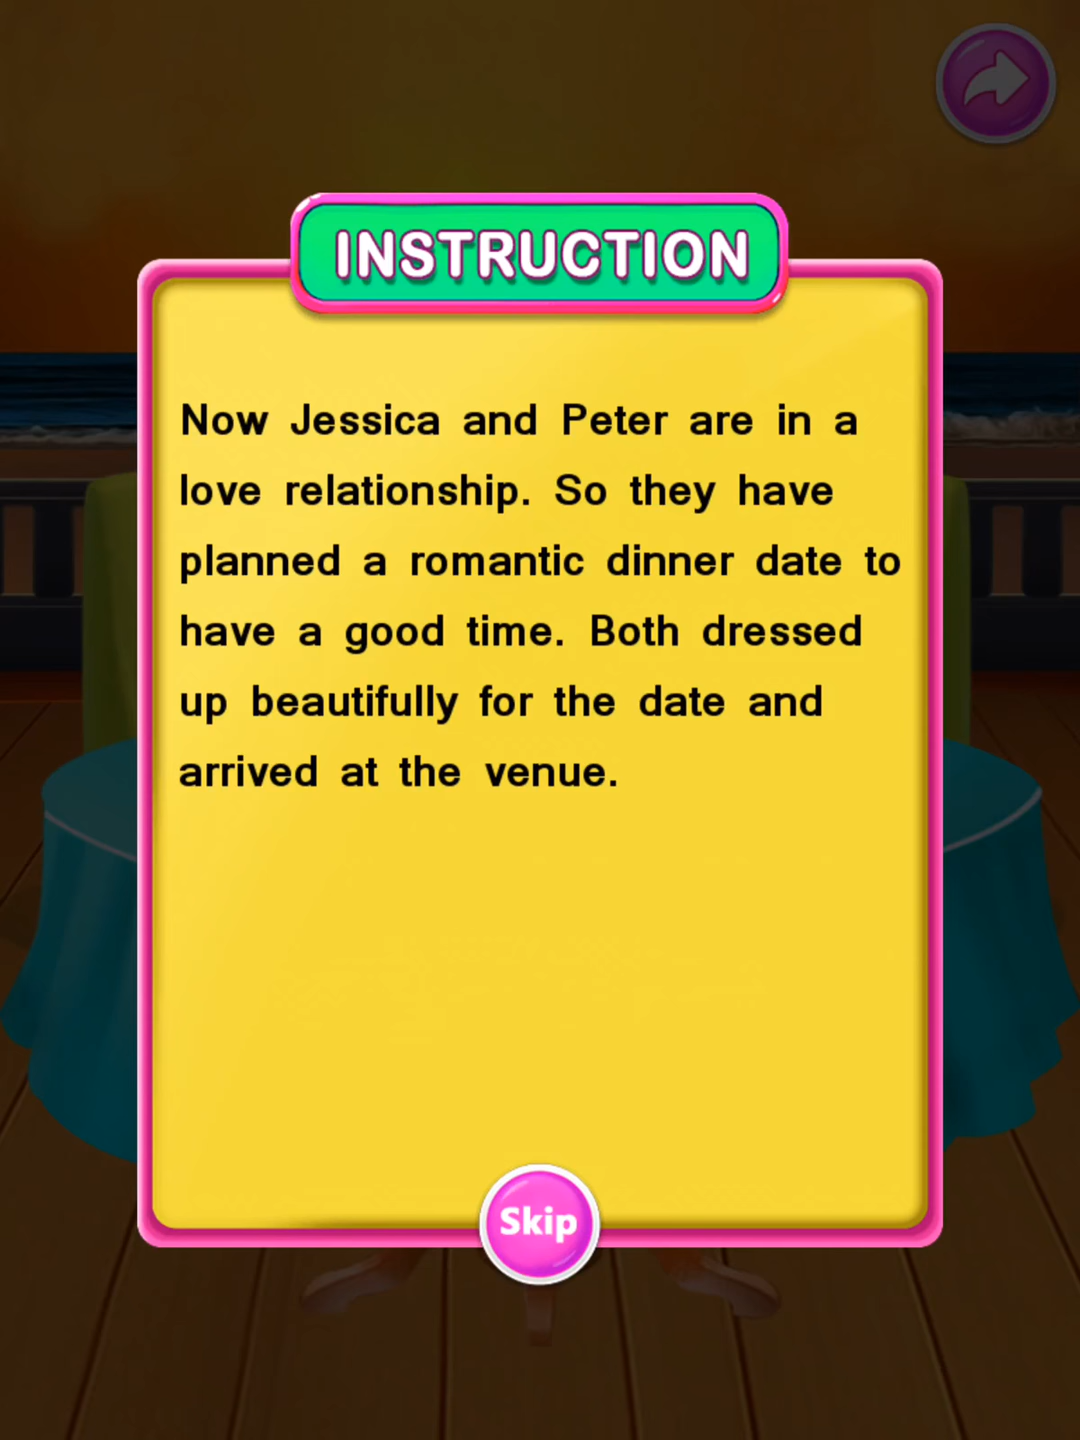 INSTRUCTION
Now Jessica and Peter are in a
love relationship. So they have
planned a romantic dinner date to
have a good time. Both dressed
up beautifully for the date and
arrived at the venue.
Skip